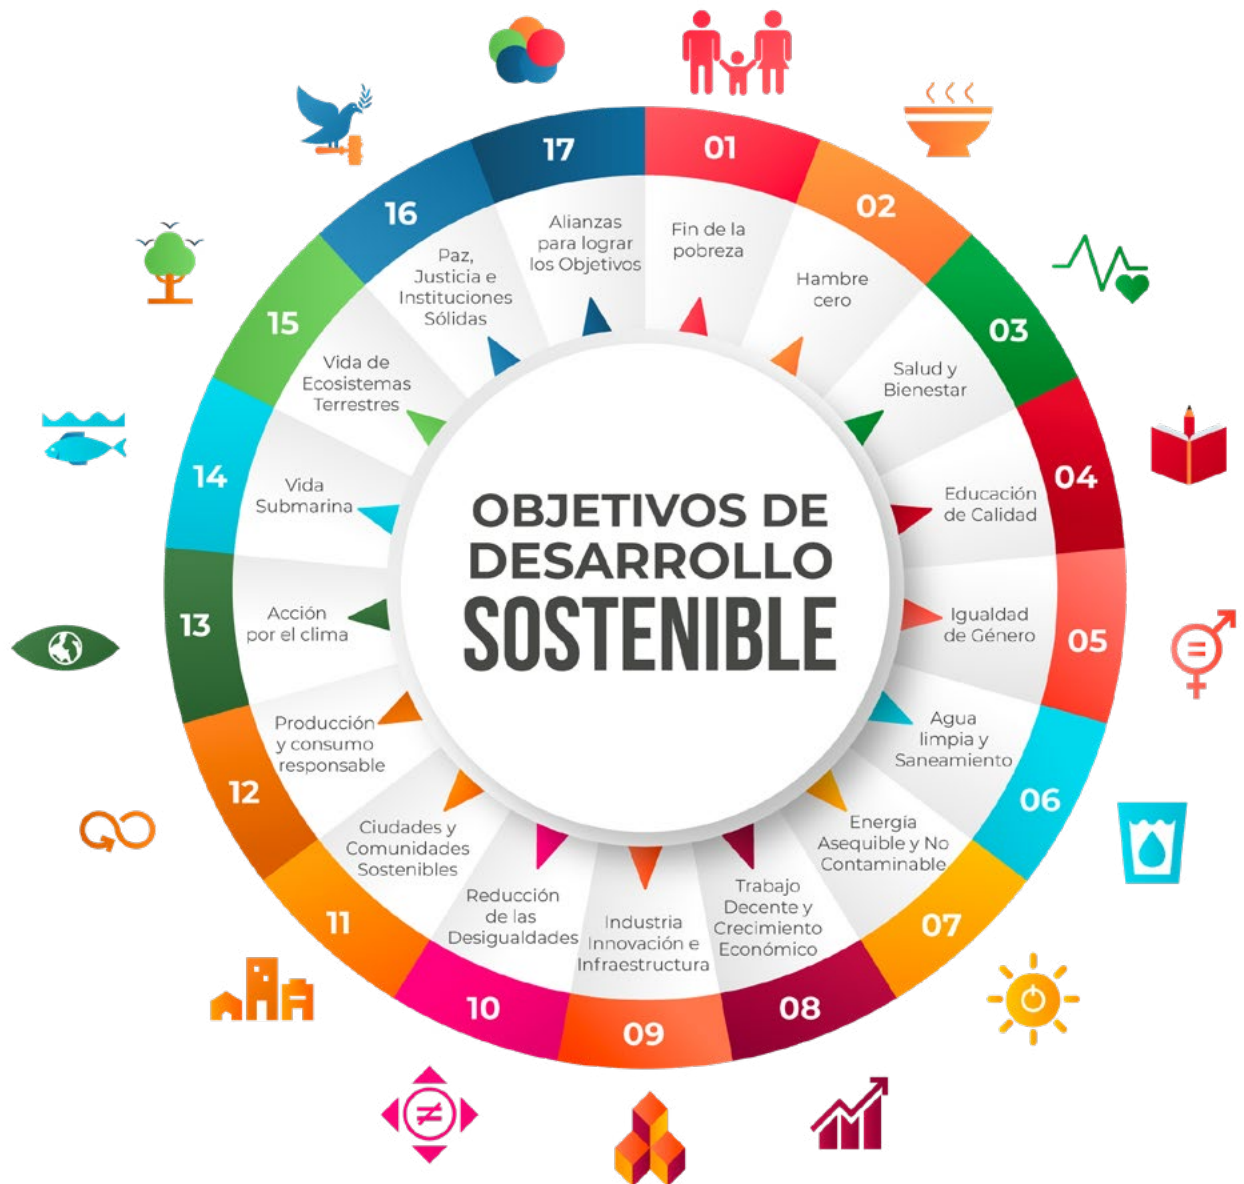 OBJETIVOS DE
DESARROLLO
SOSTENIBLE
01
Fin de la
pobreza
02
Hambre
cero
03
Salud y
Bienestar
04
Educación
de Calidad
05
Igualdad
de Género
06
Agua
limpia y
Saneamiento
07
Energía
Asequible y No
Contaminable
08
Trabajo
Decente y
Crecimiento
Económico
09
Industria
Innovación e
Infraestructura
10
Reducción
de las
Desigualdades
11
Ciudades y
Comunidades
Sostenibles
12
Producción
y consumo
responsable
13
Acción
por el clima
14
Vida
Submarina
15
Vida de
Ecosistemas
Terrestres
16
Paz,
Justicia e
Instituciones
Sólidas
17
Alianzas
para lograr
los Objetivos